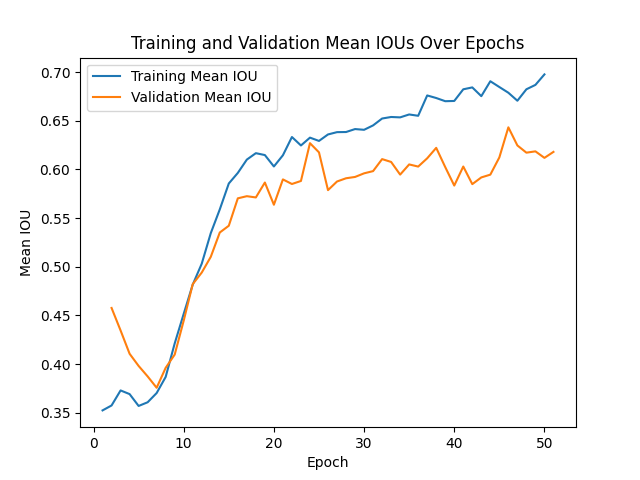 Training and Validation Mean IOUs Over Epochs
Training Mean IOU
Validation Mean IOU
0.70
0.65
0.60
0.55
0.50
0.45
0.40
0.35
Mean IOU
0 10 20 30 40 50
Epoch